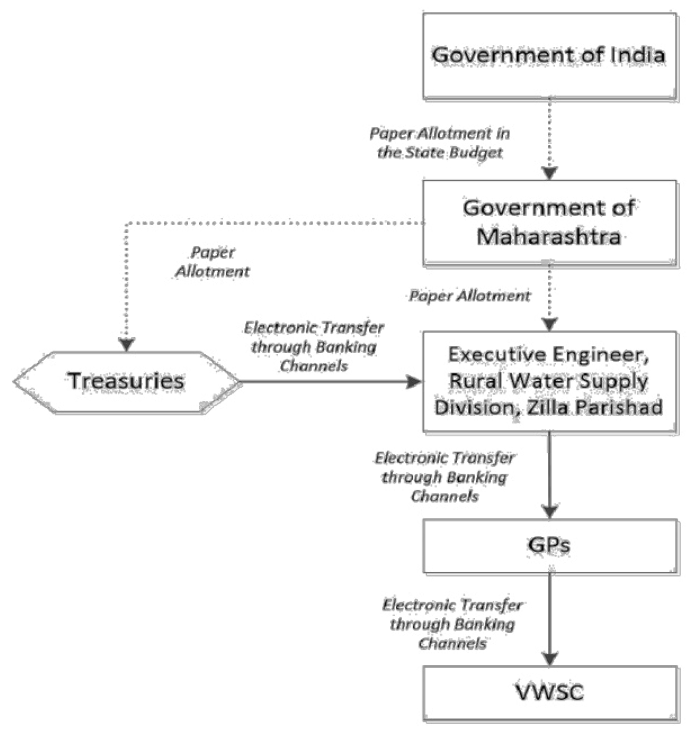 Government of India
Paper Allotment in
the State Budget
Government of
Maharashtra
Paper
Allotment
Paper Allotment
Electronic Transfer
through Banking
Channels
Treasuries
Executive Engineer,
Rural Water Supply
Division, Zilla Parishad
Electronic Transfer
through Banking
Channels
GPs
Electronic Transfer
through Banking
Channels
VWSC